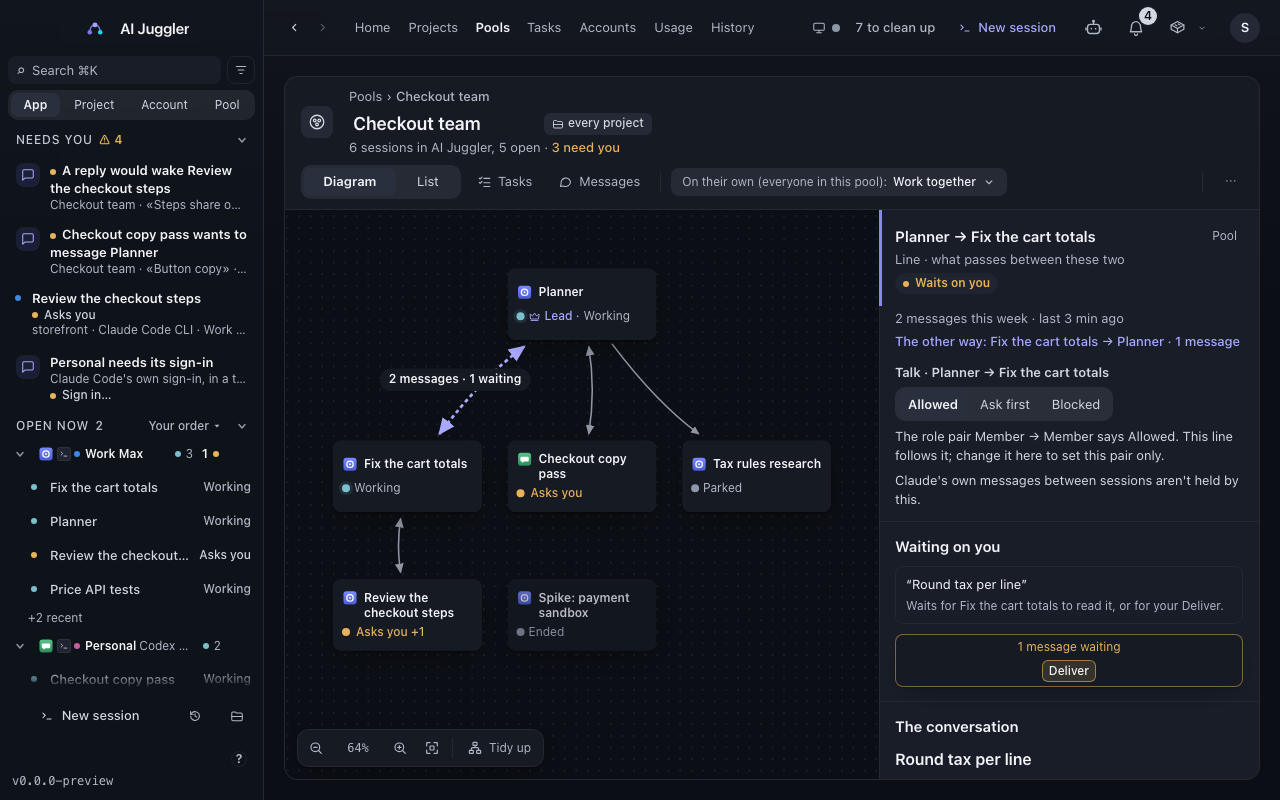 AI Juggler
Search ⌘K
App Project Account Pool
NEEDS YOU 4
A reply would wake Review
the checkout steps
Checkout team · «Steps share o…
Checkout copy pass wants to
message Planner
Checkout team · «Button copy» ·…
Review the checkout steps
Asks you
storefront · Claude Code CLI · Work …
Personal needs its sign-in
Claude Code's own sign-in, in a t…
Sign in…
OPEN NOW 2 Your order
Work Max 3 1
Fix the cart totals Working
Planner Working
Review the checkout… Asks you
Price API tests Working
+2 recent
Personal Codex … 2
Checkout copy pass Working
New session
?
v0.0.0-preview
Home Projects Pools Tasks Accounts Usage History
7 to clean up
New session
4
S
Pools › Checkout team
Checkout team every project
6 sessions in AI Juggler, 5 open · 3 need you
Diagram List Tasks Messages On their own (everyone in this pool): Work together ···
Planner
Lead · Working
2 messages · 1 waiting
Fix the cart totals
Working
Checkout copy
pass
Asks you
Tax rules research
Parked
Review the
checkout steps
Asks you +1
Spike: payment
sandbox
Ended
64% Tidy up
Planner → Fix the cart totals Pool
Line · what passes between these two
Waits on you
2 messages this week · last 3 min ago
The other way: Fix the cart totals → Planner · 1 message
Talk · Planner → Fix the cart totals
Allowed Ask first Blocked
The role pair Member → Member says Allowed. This line
follows it; change it here to set this pair only.
Claude's own messages between sessions aren't held by
this.
Waiting on you
“Round tax per line”
Waits for Fix the cart totals to read it, or for your Deliver.
1 message waiting
Deliver
The conversation
Round tax per line